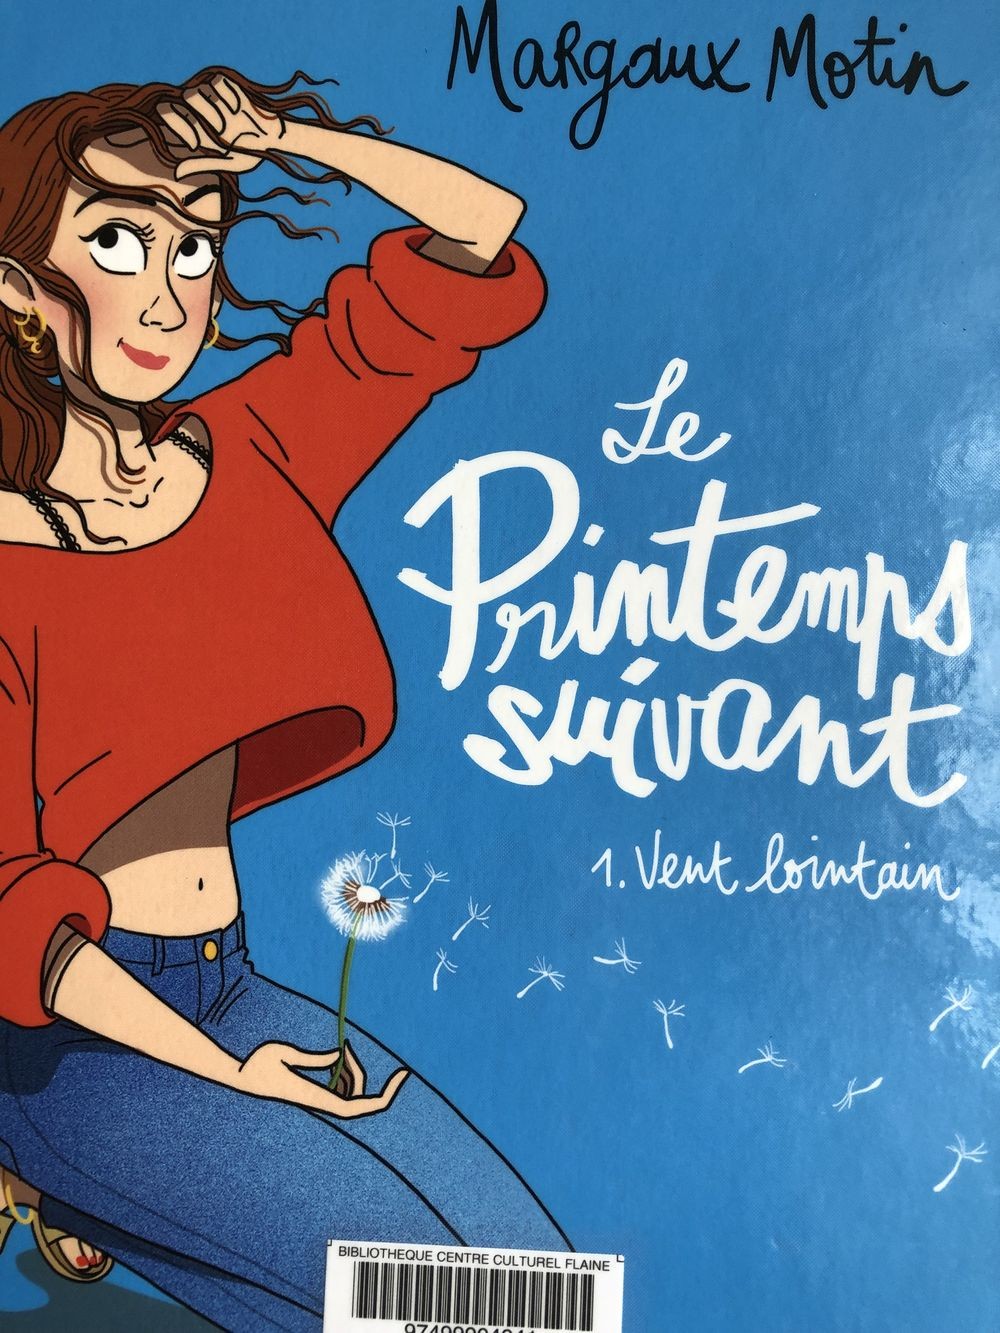 Margaux Motin
Le
Printemps
suivant
1. Vent lointain
BIBLIOTHEQUE CENTRE CULTUREL FLAINE